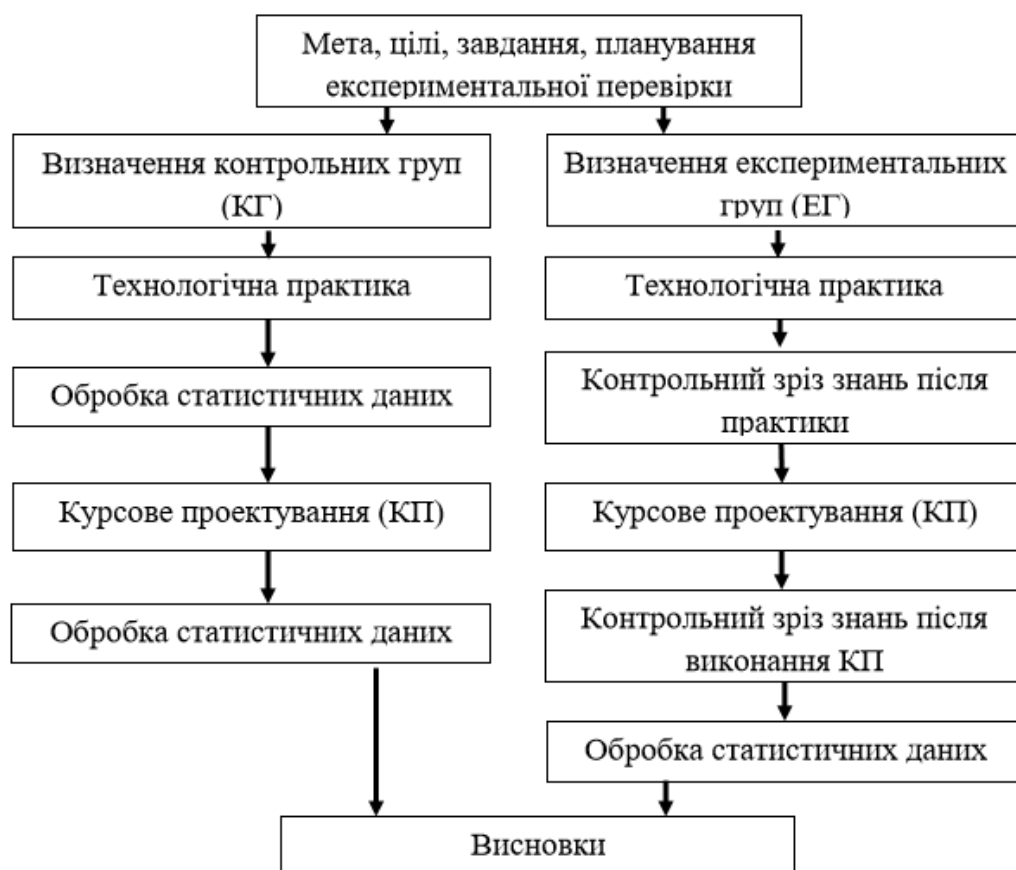 Мета, цілі, завдання, планування
експериментальної перевірки
Визначення контрольних груп
(КГ)
Визначення експериментальних
груп (ЕГ)
Технологічна практика
Технологічна практика
Обробка статистичних даних
Контрольний зріз знань після
практики
Курсове проектування (КП)
Курсове проектування (КП)
Обробка статистичних даних
Контрольний зріз знань після
виконання КП
Обробка статистичних даних
Висновки